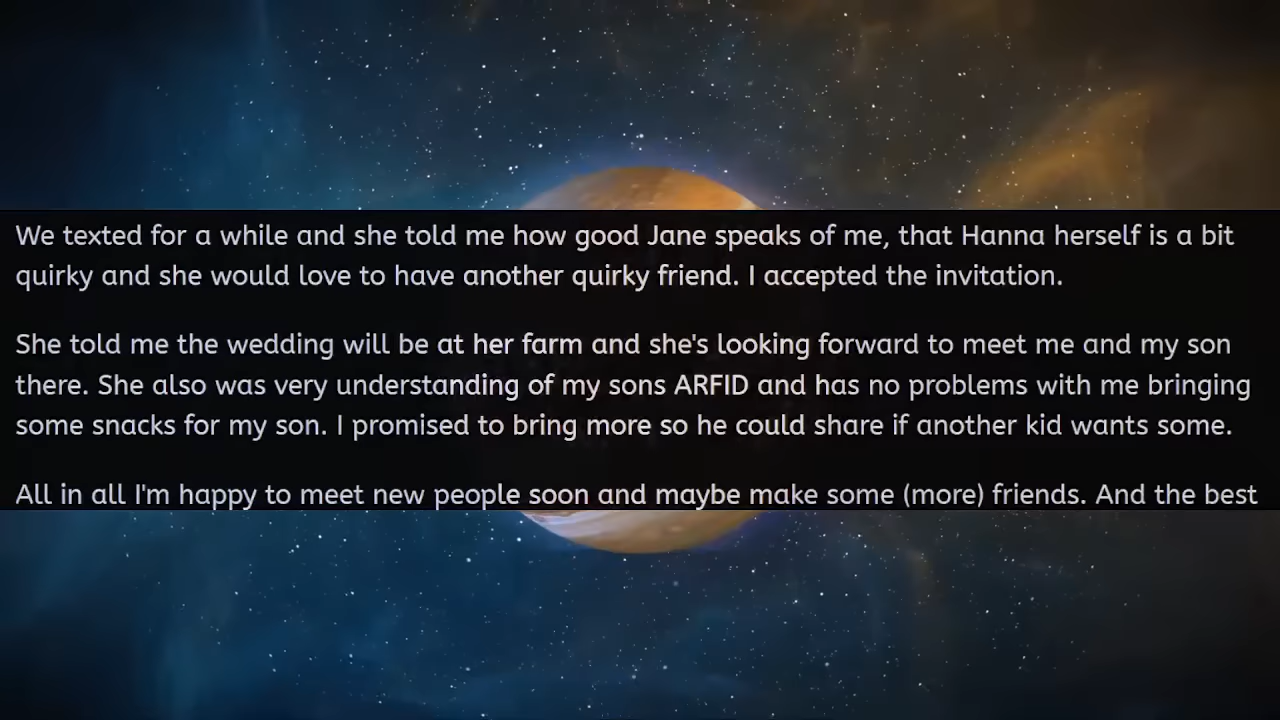 We texted for a while and she told me how good Jane speaks of me, that Hanna herself is a bit
quirky and she would love to have another quirky friend. I accepted the invitation.
She told me the wedding will be at her farm and she's looking forward to meet me and my son
there. She also was very understanding of my sons ARFID and has no problems with me bringing
some snacks for my son. I promised to bring more so he could share if another kid wants some.
All in all I'm happy to meet new people soon and maybe make some (more) friends. And the best